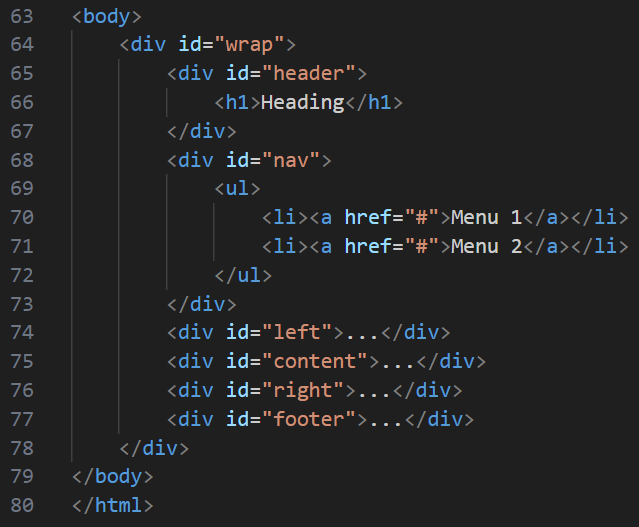 63 <body>
64     <div id="wrap">
65         <div id="header">
66             <h1>Heading</h1>
67         </div>
68         <div id="nav">
69             <ul>
70                 <li><a href="#">Menu 1</a></li>
71                 <li><a href="#">Menu 2</a></li>
72             </ul>
73         </div>
74         <div id="left">...</div>
75         <div id="content">...</div>
76         <div id="right">...</div>
77         <div id="footer">...</div>
78     </div>
79 </body>
80 </html>